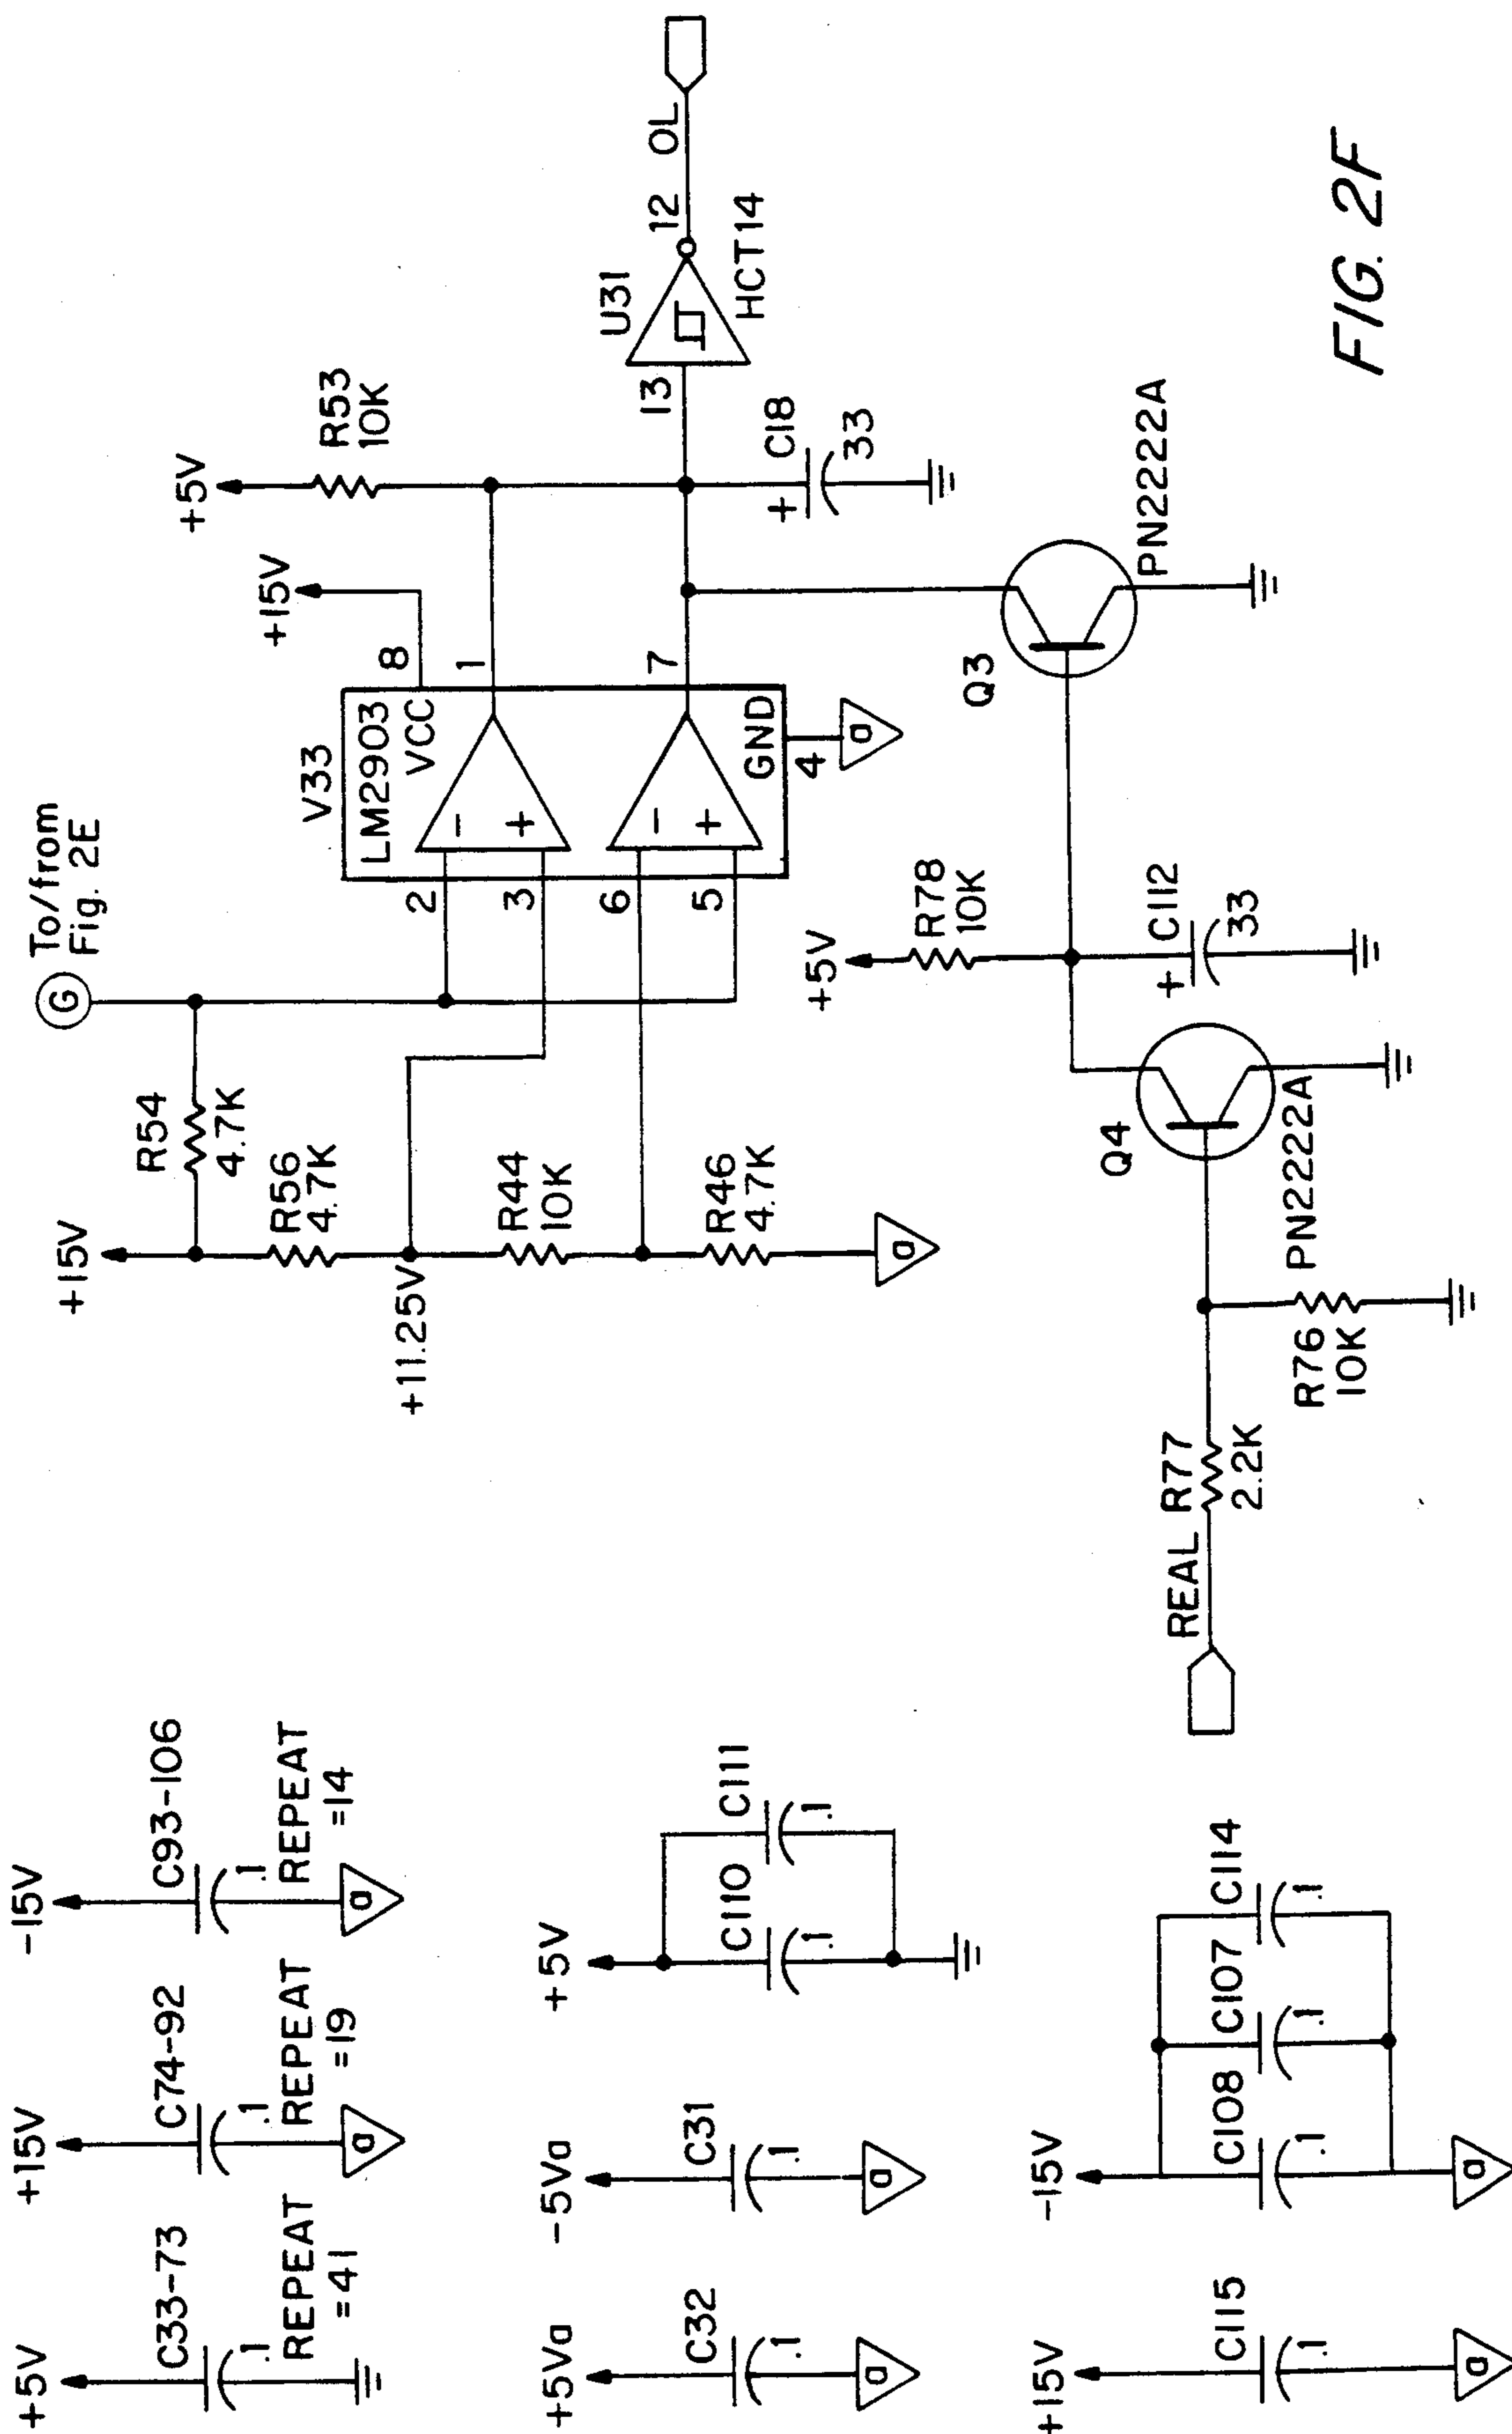 +5V
C33-73
.1
REPEAT
=41
+15V
C74-92
.1
REPEAT
=19
a
-15V
C93-106
.1
REPEAT
=14
a
+5Va
C32
.1
a
-5Va
C31
.1
a
+5V
C110
.1
C111
.1
+15V
C115
.1
a
-15V
C108
.1
C107
.1
C114
.1
a
G
To/from
Fig. 2E
+15V
R54
4.7K
R56
4.7K
+11.25V
R44
10K
R46
4.7K
a
V33
LM2903
VCC
8
+15V
2
-
3
+
1
6
-
5
+
7
GND
4
a
+5V
R53
10K
U31
13
12
OL
HCT14
+
C18
33
REAL
R77
2.2K
R76
10K
Q4
PN2222A
+5V
R78
10K
+
C112
33
Q3
PN2222A
FIG. 2F